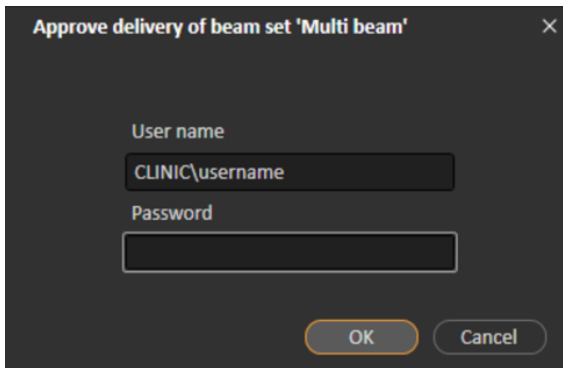 Approve delivery of beam set 'Multi beam'
User name
CLINIC\username
Password
OK Cancel